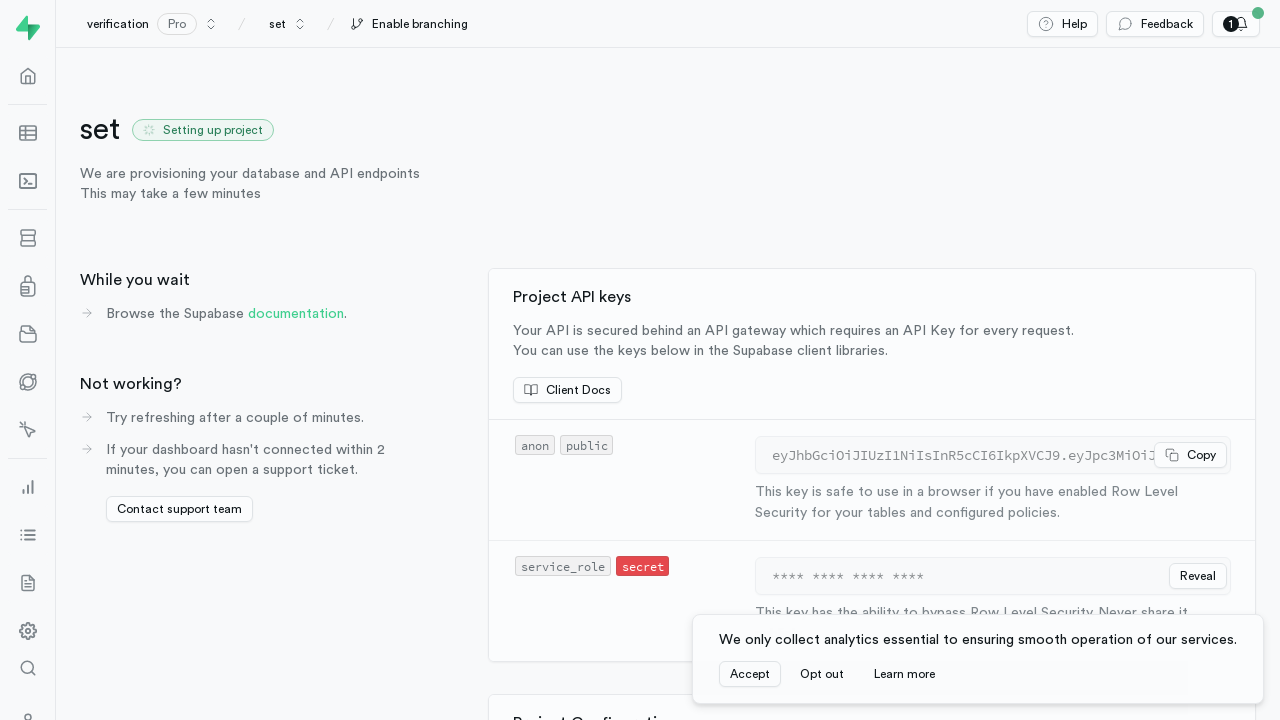 verification Pro / set / Enable branching Help Feedback 1
set Setting up project
We are provisioning your database and API endpoints
This may take a few minutes
While you wait
Browse the Supabase documentation.
Not working?
Try refreshing after a couple of minutes.
If your dashboard hasn't connected within 2
minutes, you can open a support ticket.
Contact support team
Project API keys
Your API is secured behind an API gateway which requires an API Key for every request.
You can use the keys below in the Supabase client libraries.
Client Docs
anon public
eyJhbGciOiJIUzI1NiIsInR5cCI6IkpXVCJ9.eyJpc3MiOiJ Copy
This key is safe to use in a browser if you have enabled Row Level
Security for your tables and configured policies.
service_role secret
**** **** **** **** Reveal
This key has the ability to bypass Row Level Security. Never share it
We only collect analytics essential to ensuring smooth operation of our services.
Accept Opt out Learn more
Project